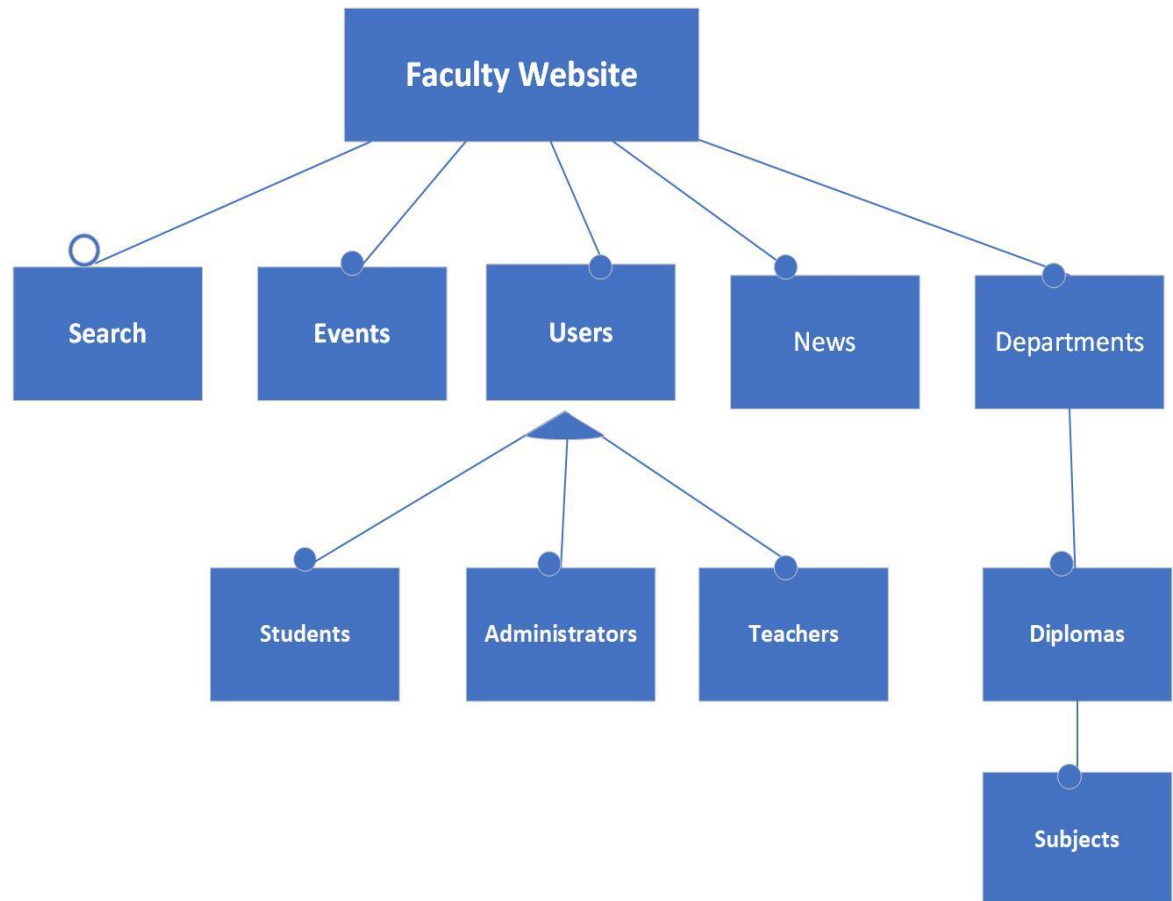 Faculty Website
Search
Events
Users
News
Departments
Students
Administrators
Teachers
Diplomas
Subjects